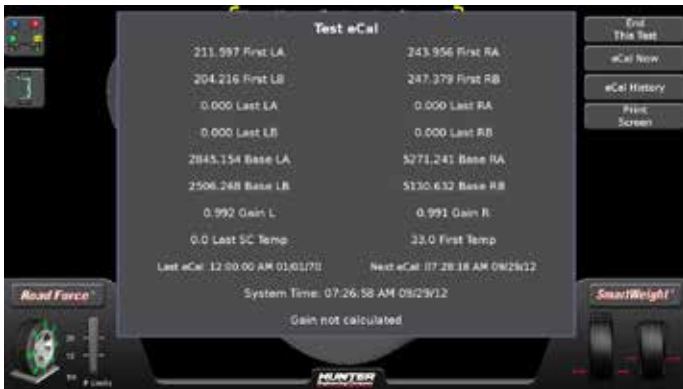 Test eCal
211.597 First LA
243.956 First RA
204.216 First LB
247.379 First RB
0.000 Last LA
0.000 Last RA
0.000 Last LB
0.000 Last RB
2845.154 Base LA
5271.241 Base RA
2506.268 Base LB
5130.632 Base RB
0.992 Gain L
0.991 Gain R
0.0 Last SC Temp
33.0 First Temp
Last eCal: 12:00:00 AM 01/01/70
Next eCal: 07:28:18 AM 09/29/12
System Time: 07:26:58 AM 09/29/12
Gain not calculated
End
This Test
eCal Now
eCal History
Print
Screen
Road Force
SmartWeight
# Limits
HUNTER